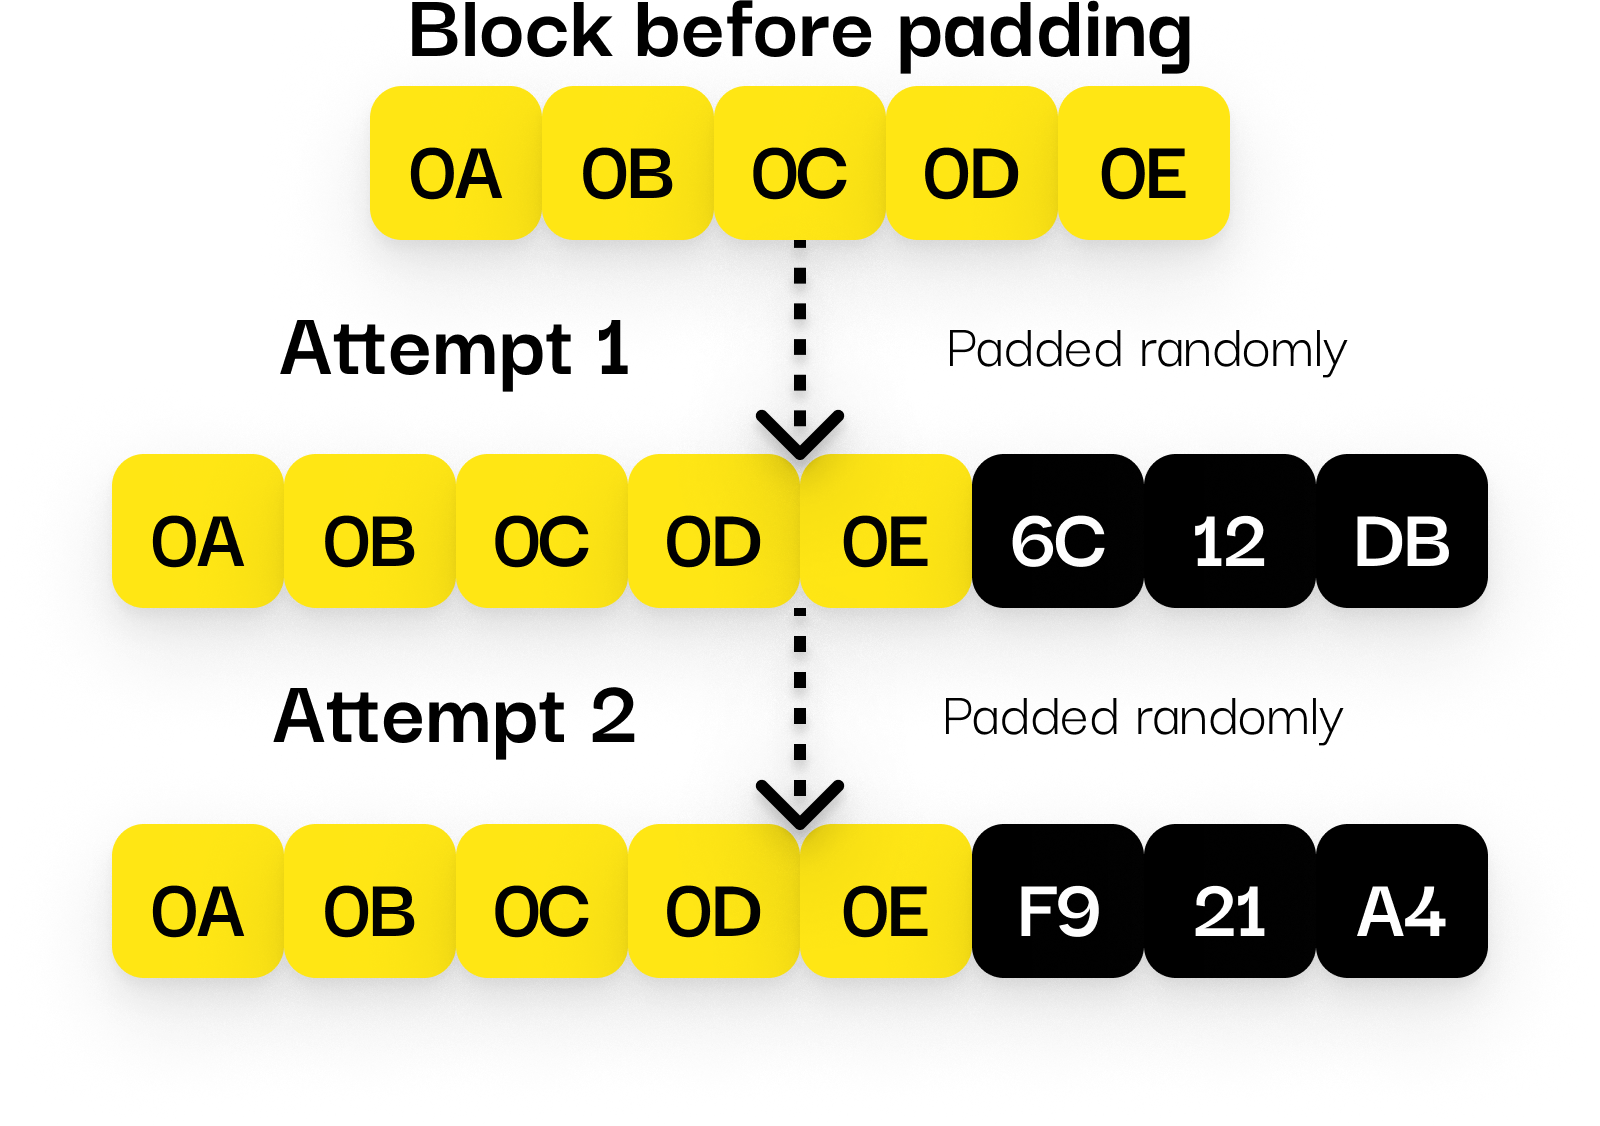 Block before padding
0A 0B 0C 0D 0E
Attempt 1
Padded randomly
0A 0B 0C 0D 0E 6C 12 DB
Attempt 2
Padded randomly
0A 0B 0C 0D 0E F9 21 A4